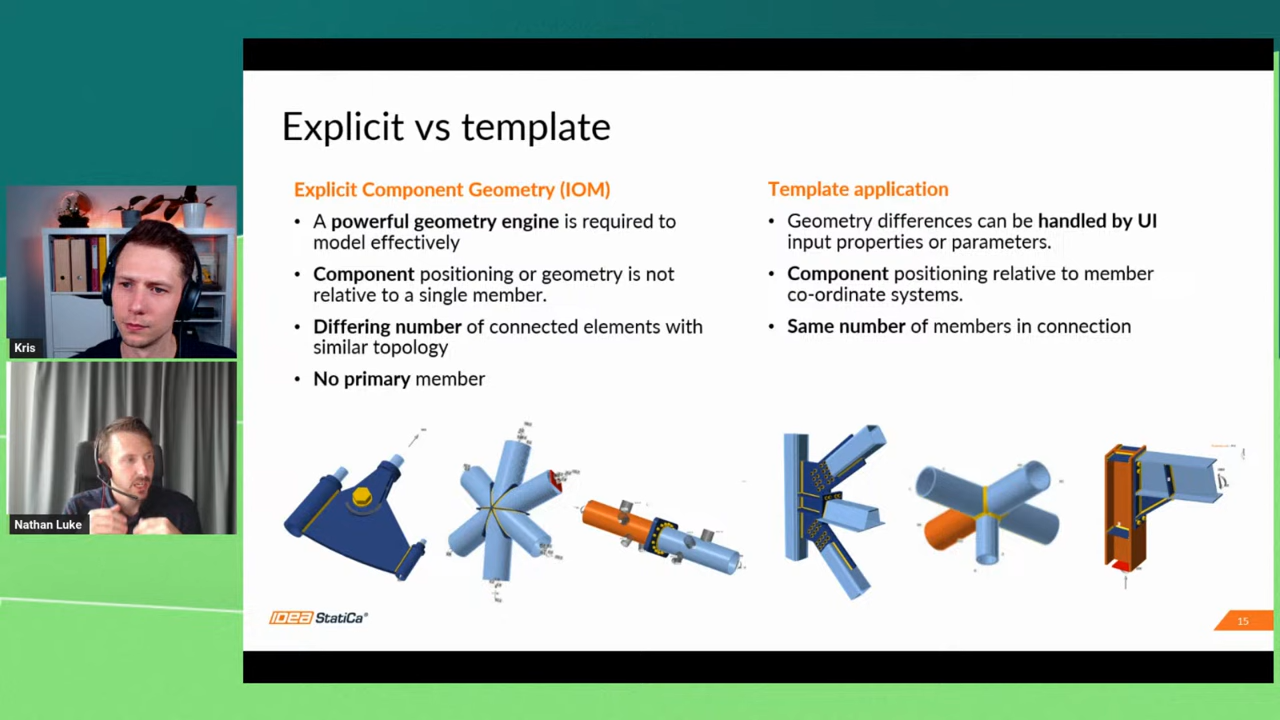 Explicit vs template
Explicit Component Geometry (IOM)
• A powerful geometry engine is required to
model effectively
• Component positioning or geometry is not
relative to a single member.
• Differing number of connected elements with
similar topology
• No primary member
Template application
• Geometry differences can be handled by UI
input properties or parameters.
• Component positioning relative to member
co-ordinate systems.
• Same number of members in connection
Kris
Nathan Luke
IDEA StatiCa®
15